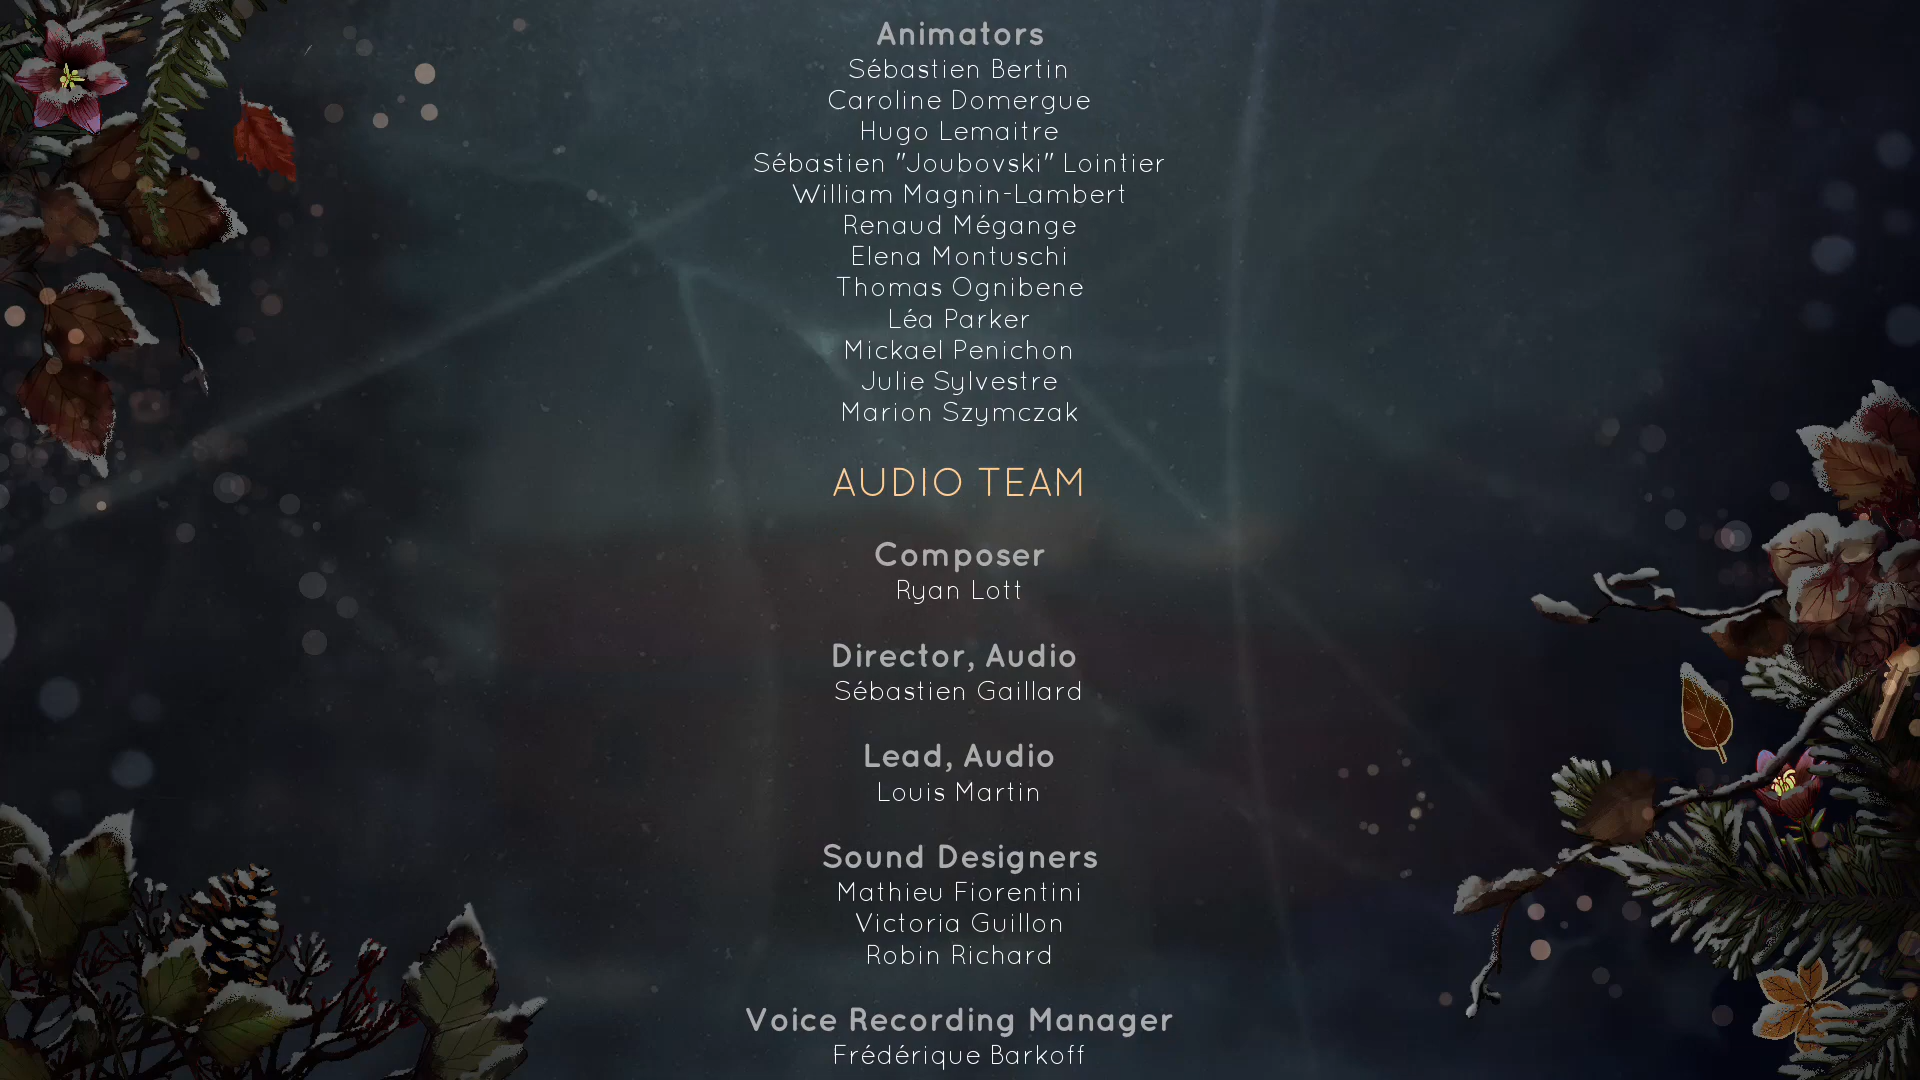 Animators
Sébastien Bertin
Caroline Domergue
Hugo Lemaitre
Sébastien "Joubovski" Lointier
William Magnin-Lambert
Renaud Mégange
Elena Montuschi
Thomas Ognibene
Léa Parker
Mickael Penichon
Julie Sylvestre
Marion Szymczak
AUDIO TEAM
Composer
Ryan Lott
Director, Audio
Sébastien Gaillard
Lead, Audio
Louis Martin
Sound Designers
Mathieu Fiorentini
Victoria Guillon
Robin Richard
Voice Recording Manager
Frédérique Barkoff